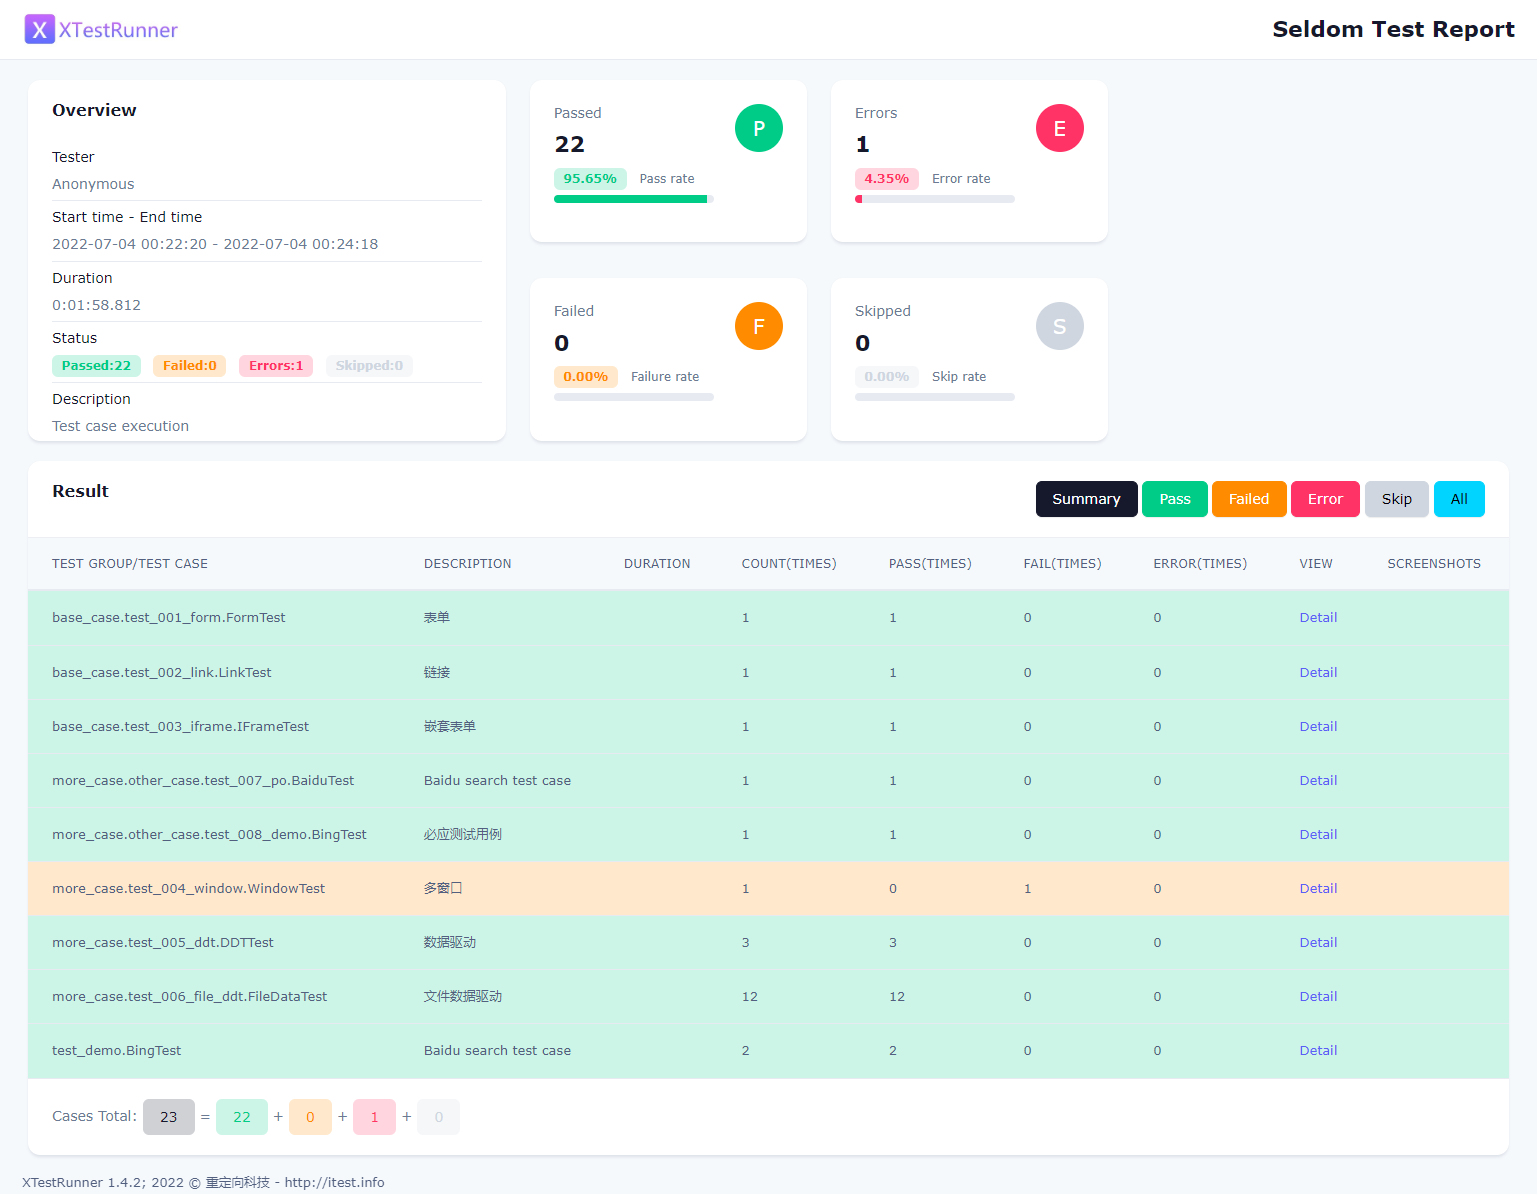 X XTestRunner
Seldom Test Report
Overview
Tester
Anonymous
Start time - End time
2022-07-04 00:22:20 - 2022-07-04 00:24:18
Duration
0:01:58.812
Status
Passed:22 Failed:0 Errors:1 Skipped:0
Description
Test case execution
Passed
22
P
95.65% Pass rate
Errors
1
E
4.35% Error rate
Failed
0
F
0.00% Failure rate
Skipped
0
S
0.00% Skip rate
Result
Summary Pass Failed Error Skip All
TEST GROUP/TEST CASE DESCRIPTION DURATION COUNT(TIMES) PASS(TIMES) FAIL(TIMES) ERROR(TIMES) VIEW SCREENSHOTS
base_case.test_001_form.FormTest 表单 1 1 0 0 Detail
base_case.test_002_link.LinkTest 链接 1 1 0 0 Detail
base_case.test_003_iframe.IFrameTest 嵌套表单 1 1 0 0 Detail
more_case.other_case.test_007_po.BaiduTest Baidu search test case 1 1 0 0 Detail
more_case.other_case.test_008_demo.BingTest 必应测试用例 1 1 0 0 Detail
more_case.test_004_window.WindowTest 多窗口 1 0 1 0 Detail
more_case.test_005_ddt.DDTTest 数据驱动 3 3 0 0 Detail
more_case.test_006_file_ddt.FileDataTest 文件数据驱动 12 12 0 0 Detail
test_demo.BingTest Baidu search test case 2 2 0 0 Detail
Cases Total: 23 = 22 + 0 + 1 + 0
XTestRunner 1.4.2; 2022 © 重定向科技 - http://itest.info